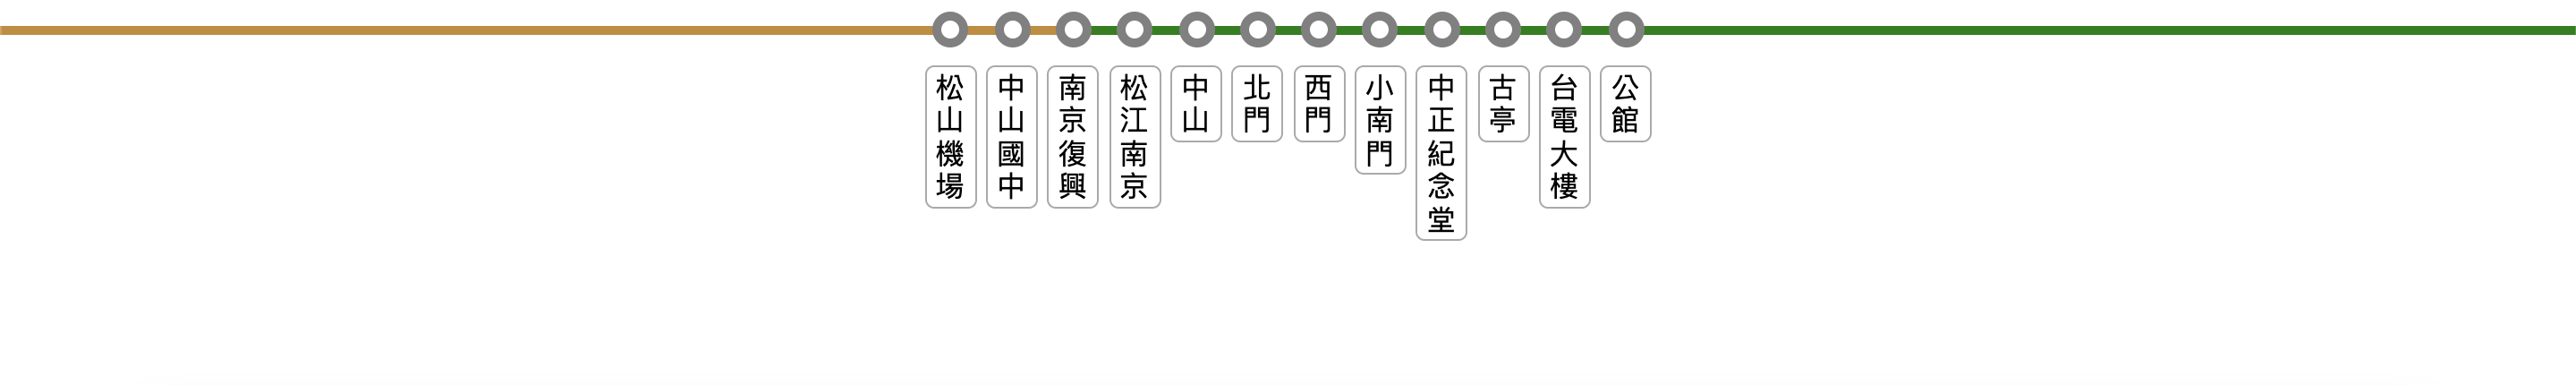 松山機場
中山國中
南京復興
松江南京
中山
北門
西門
小南門
中正紀念堂
古亭
台電大樓
公館